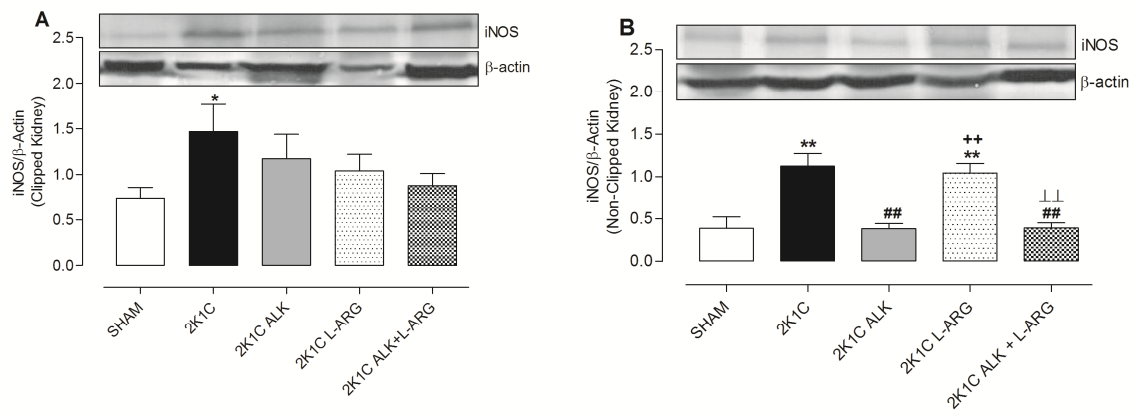 A
iNOS
β-actin
2.5
2.0
1.5
1.0
0.5
0.0
iNOS/β-Actin
(Clipped Kidney)
*
SHAM
2K1C
2K1C ALK
2K1C L-ARG
2K1C ALK+L-ARG
B
iNOS
β-actin
2.5
2.0
1.5
1.0
0.5
0.0
iNOS/β-Actin
(Non-Clipped Kidney)
**
##
++
**
⊥⊥
##
SHAM
2K1C
2K1C ALK
2K1C L-ARG
2K1C ALK + L-ARG